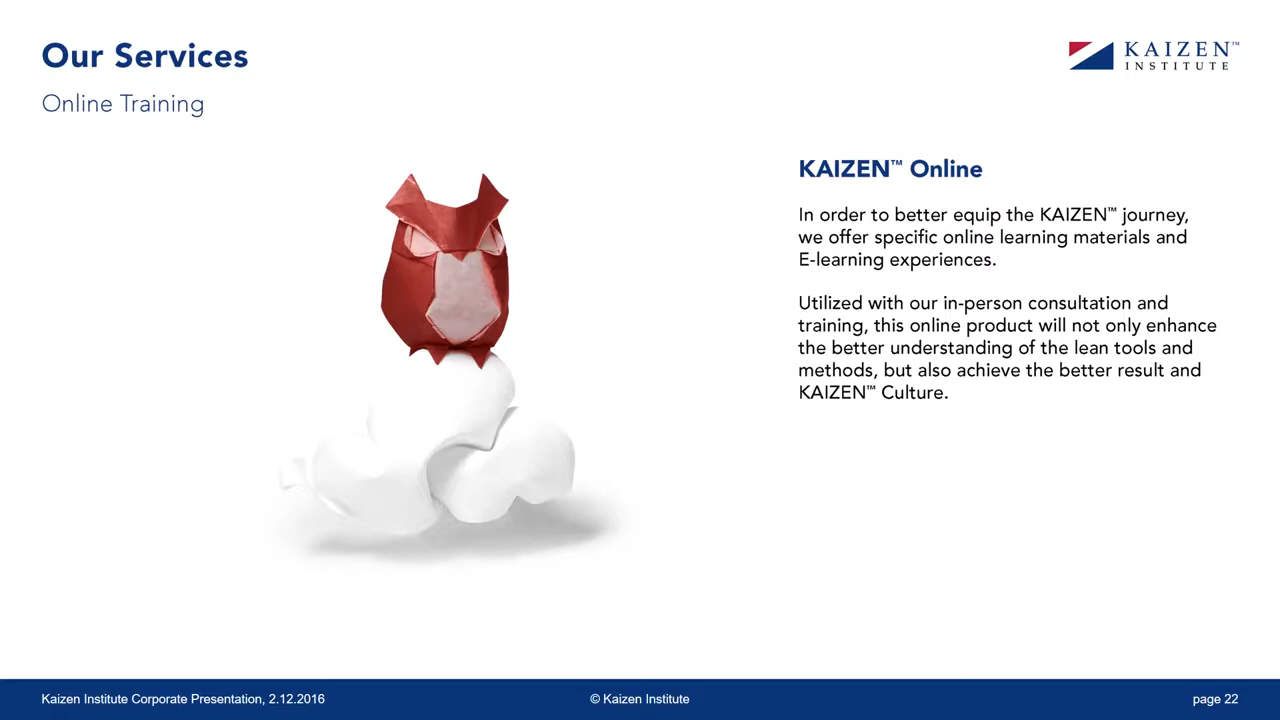 Our Services
Online Training
KAIZEN™
INSTITUTE
KAIZEN™ Online
In order to better equip the KAIZEN™ journey,
we offer specific online learning materials and
E-learning experiences.
Utilized with our in-person consultation and
training, this online product will not only enhance
the better understanding of the lean tools and
methods, but also achieve the better result and
KAIZEN™ Culture.
Kaizen Institute Corporate Presentation, 2.12.2016
© Kaizen Institute
page 22